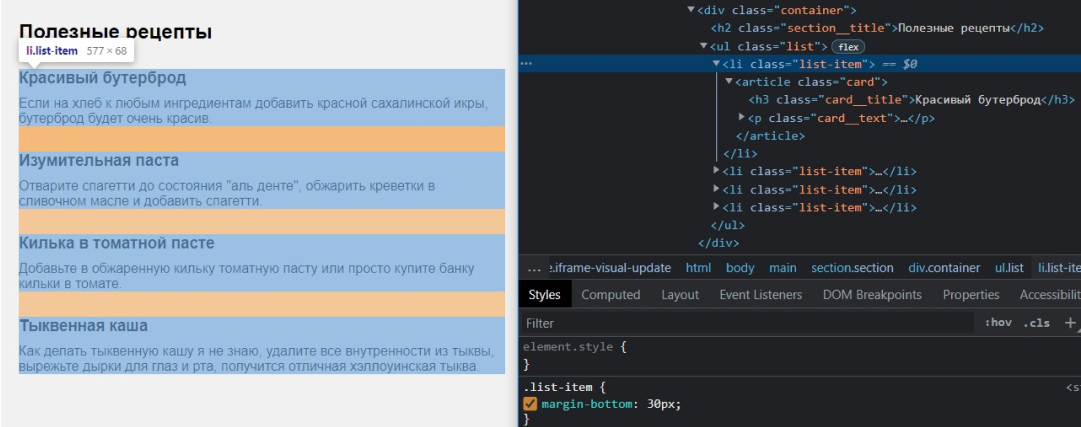 Полезные рецепты
li.list-item 577 × 68
Красивый бутерброд
Если на хлеб к любым ингредиентам добавить красной сахалинской икры,
бутерброд будет очень красив.
Изумительная паста
Отварите спагетти до состояния "аль денте", обжарить креветки в
сливочном масле и добавить спагетти.
Килька в томатной пасте
Добавьте в обжаренную кильку томатную пасту или просто купите банку
кильки в томате.
Тыквенная каша
Как делать тыквенную кашу я не знаю, удалите все внутренности из тыквы,
вырежьте дырки для глаз и рта, получится отличная хэллоуинская тыква.
<div class="container">
<h2 class="section__title">Полезные рецепты</h2>
<ul class="list"> flex
... <li class="list-item"> == $0
<article class="card">
<h3 class="card__title">Красивый бутерброд</h3>
<p class="card__text">…</p>
</article>
</li>
<li class="list-item">…</li>
<li class="list-item">…</li>
<li class="list-item">…</li>
</ul>
</div>
... e.iframe-visual-update html body main section.section div.container ul.list li.list-ite
Styles Computed Layout Event Listeners DOM Breakpoints Properties Accessibilit
Filter :hov .cls +
element.style {
}
.list-item { <s
margin-bottom: 30px;
}